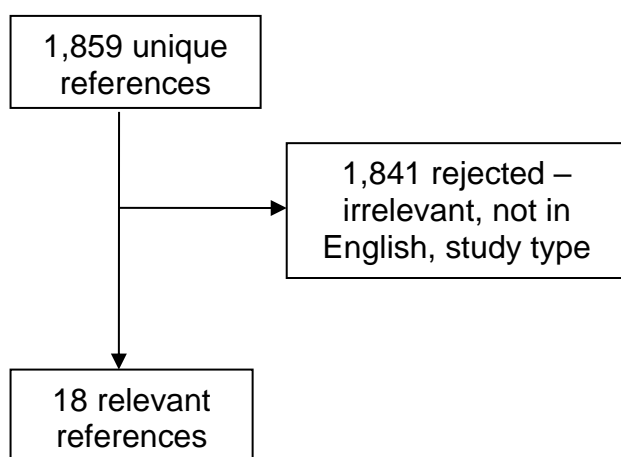 1,859 unique
references
1,841 rejected –
irrelevant, not in
English, study type
18 relevant
references